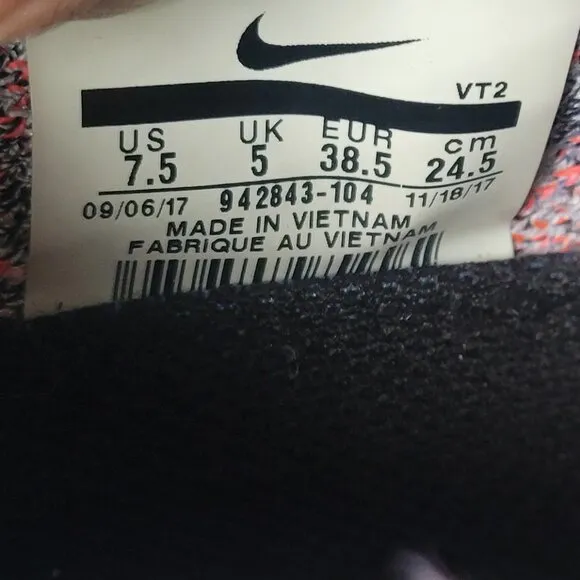 VT2
US UK EUR cm
7.5 5 38.5 24.5
09/06/17 942843-104 11/18/17
MADE IN VIETNAM
FABRIQUE AU VIETNAM